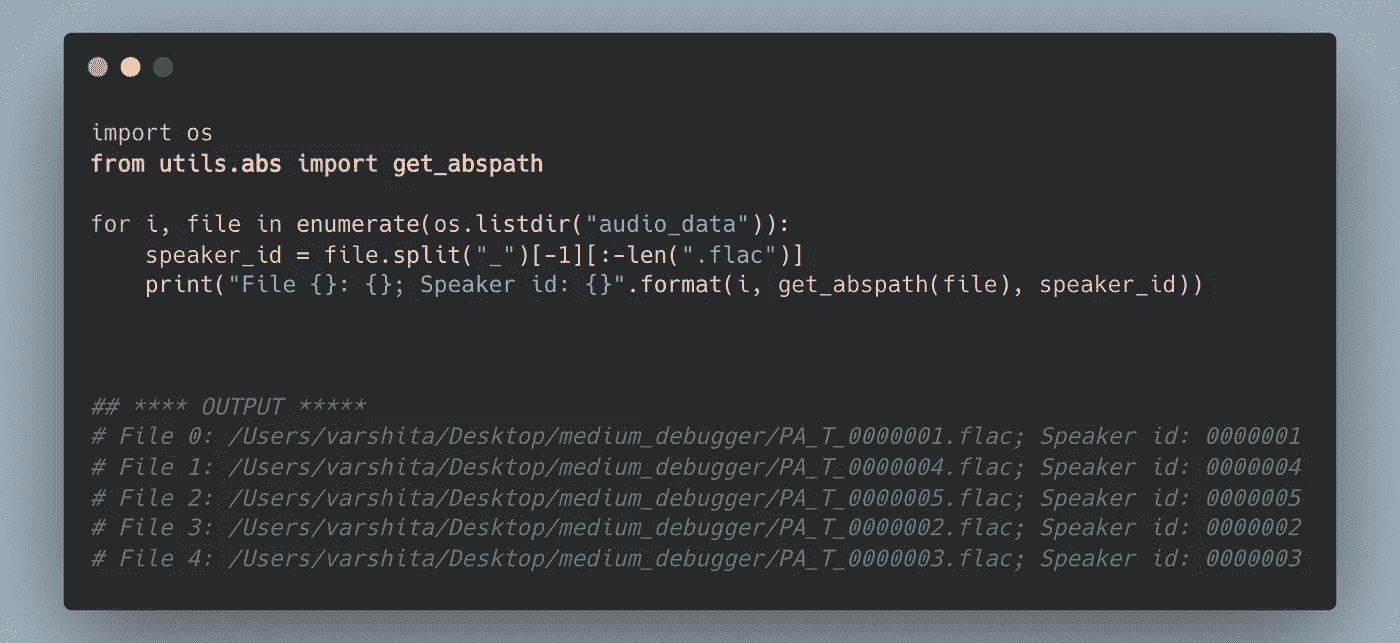 import os
from utils.abs import get_abspath
for i, file in enumerate(os.listdir("audio_data")):
    speaker_id = file.split("_")[-1][:-len(".flac")]
    print("File {}: {}; Speaker id: {}".format(i, get_abspath(file), speaker_id))
## **** OUTPUT *****
# File 0: /Users/varshita/Desktop/medium_debugger/PA_T_0000001.flac; Speaker id: 0000001
# File 1: /Users/varshita/Desktop/medium_debugger/PA_T_0000004.flac; Speaker id: 0000004
# File 2: /Users/varshita/Desktop/medium_debugger/PA_T_0000005.flac; Speaker id: 0000005
# File 3: /Users/varshita/Desktop/medium_debugger/PA_T_0000002.flac; Speaker id: 0000002
# File 4: /Users/varshita/Desktop/medium_debugger/PA_T_0000003.flac; Speaker id: 0000003